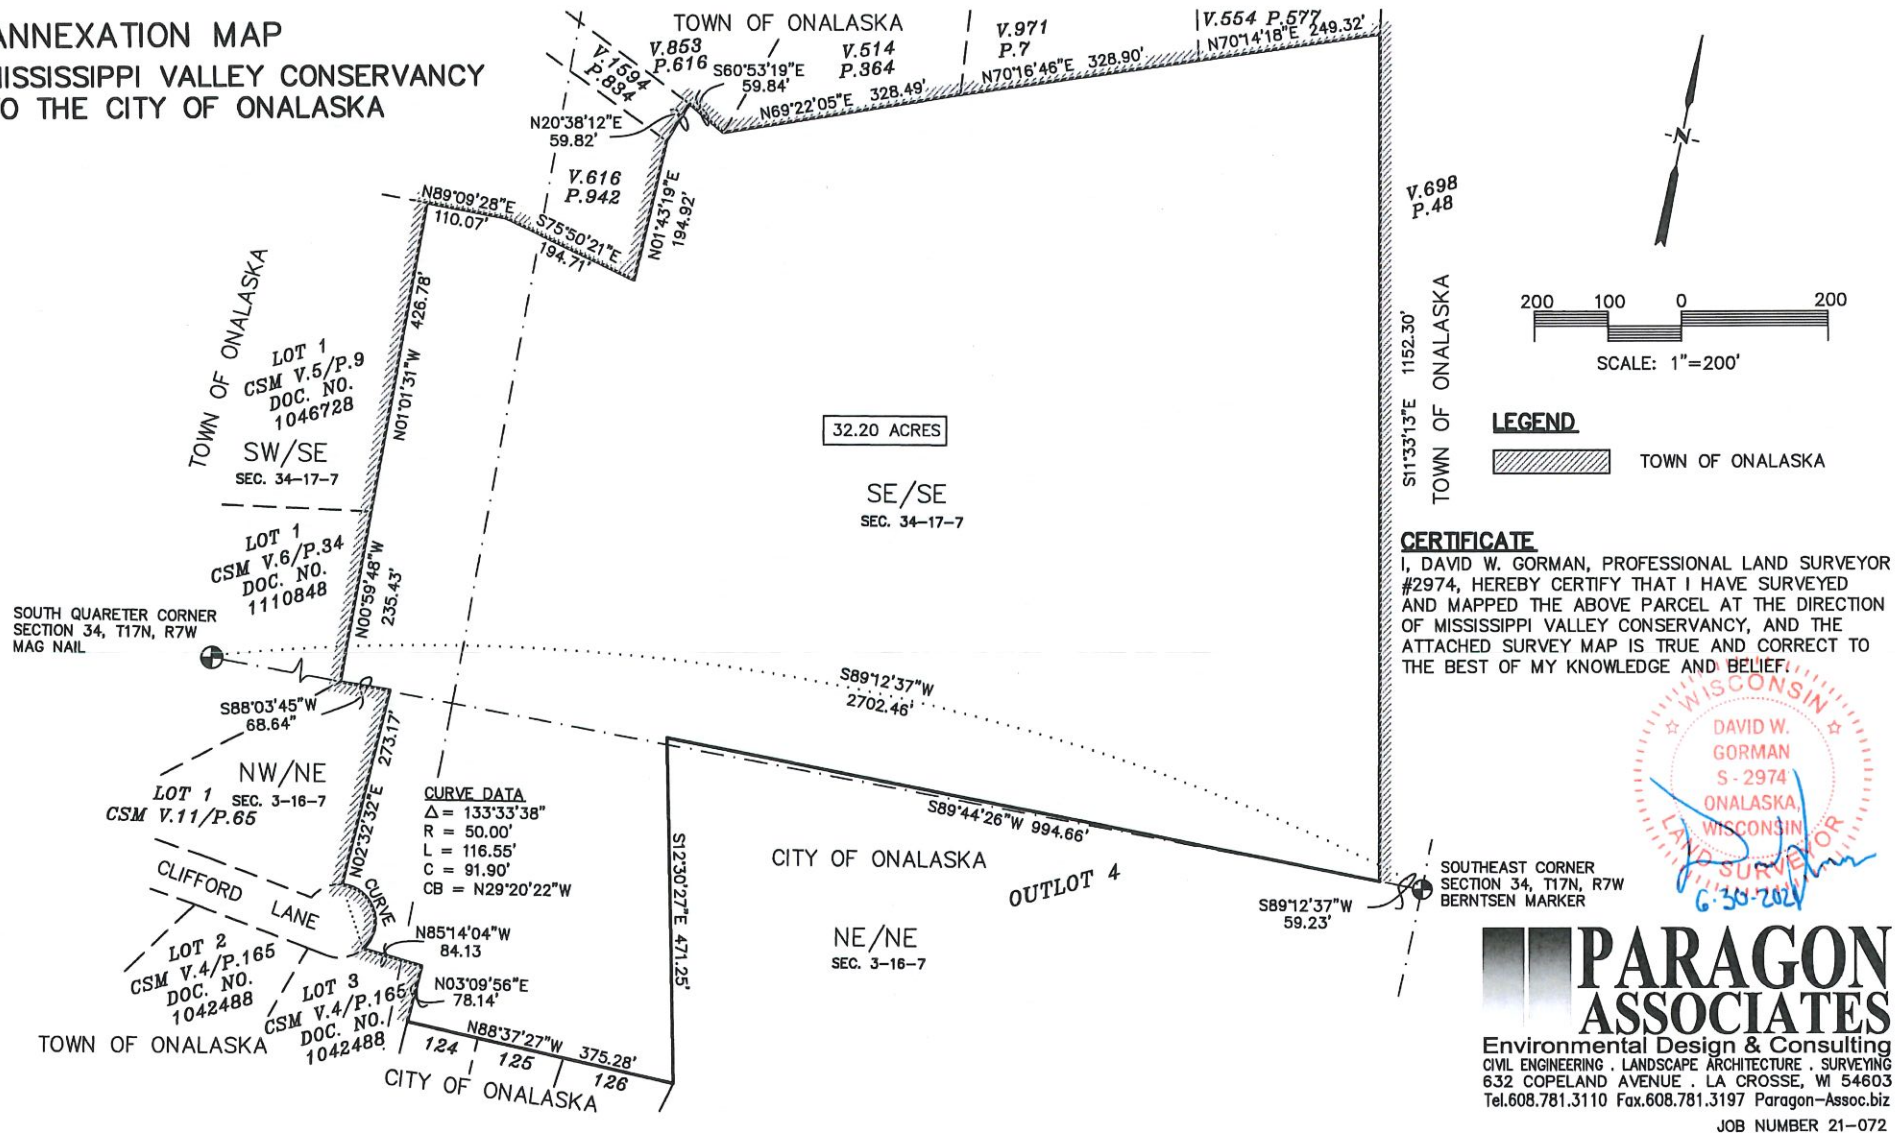 ANNEXATION MAP
MISSISSIPPI VALLEY CONSERVANCY
TO THE CITY OF ONALASKA
TOWN OF ONALASKA
V.1594
P.834
V.853
P.616
S60°53'19"E
59.84'
V.514
P.364
V.971
P.7
V.554 P.577
N70°14'18"E 249.32'
N70°16'46"E 328.90'
N69°22'05"E 328.49'
N20°38'12"E
59.82'
V.616
P.942
N01°43'19"E
194.92'
N89°09'28"E
110.07'
S75°50'21"E
194.71'
V.698
P.48
-N-
TOWN OF ONALASKA
LOT 1
CSM V.5/P.9
DOC. NO.
1046728
SW/SE
SEC. 34-17-7
N01°01'31"W 426.78'
LOT 1
CSM V.6/P.34
DOC. NO.
1110848
N00°59'48"W
235.43'
32.20 ACRES
SE/SE
SEC. 34-17-7
S11°33'13"E 1152.30'
TOWN OF ONALASKA
200 100 0 200
SCALE: 1"=200'
LEGEND
TOWN OF ONALASKA
CERTIFICATE
I, DAVID W. GORMAN, PROFESSIONAL LAND SURVEYOR
#2974, HEREBY CERTIFY THAT I HAVE SURVEYED
AND MAPPED THE ABOVE PARCEL AT THE DIRECTION
OF MISSISSIPPI VALLEY CONSERVANCY, AND THE
ATTACHED SURVEY MAP IS TRUE AND CORRECT TO
THE BEST OF MY KNOWLEDGE AND BELIEF.
WISCONSIN
DAVID W.
GORMAN
S-2974
ONALASKA,
WISCONSIN
LAND SURVEYOR
6-30-2021
SOUTH QUARETER CORNER
SECTION 34, T17N, R7W
MAG NAIL
S88°03'45"W
68.64"
S89°12'37"W
2702.46'
NW/NE
SEC. 3-16-7
LOT 1
CSM V.11/P.65
N02°32'32"E 273.17'
CURVE DATA
Δ = 133°33'38"
R = 50.00'
L = 116.55'
C = 91.90'
CB = N29°20'22"W
CURVE
CLIFFORD LANE
S12°30'27"E 471.25'
S89°44'26"W 994.66'
CITY OF ONALASKA
OUTLOT 4
NE/NE
SEC. 3-16-7
S89°12'37"W
59.23'
SOUTHEAST CORNER
SECTION 34, T17N, R7W
BERNTSEN MARKER
N85°14'04"W
84.13
N03°09'56"E
78.14'
LOT 2
CSM V.4/P.165
DOC. NO.
1042488
LOT 3
CSM V.4/P.165
DOC. NO.
1042488
TOWN OF ONALASKA
N88°37'27"W 375.28'
124 125 126
CITY OF ONALASKA
PARAGON
ASSOCIATES
Environmental Design & Consulting
CIVIL ENGINEERING . LANDSCAPE ARCHITECTURE . SURVEYING
632 COPELAND AVENUE . LA CROSSE, WI 54603
Tel.608.781.3110 Fax.608.781.3197 Paragon-Assoc.biz
JOB NUMBER 21-072